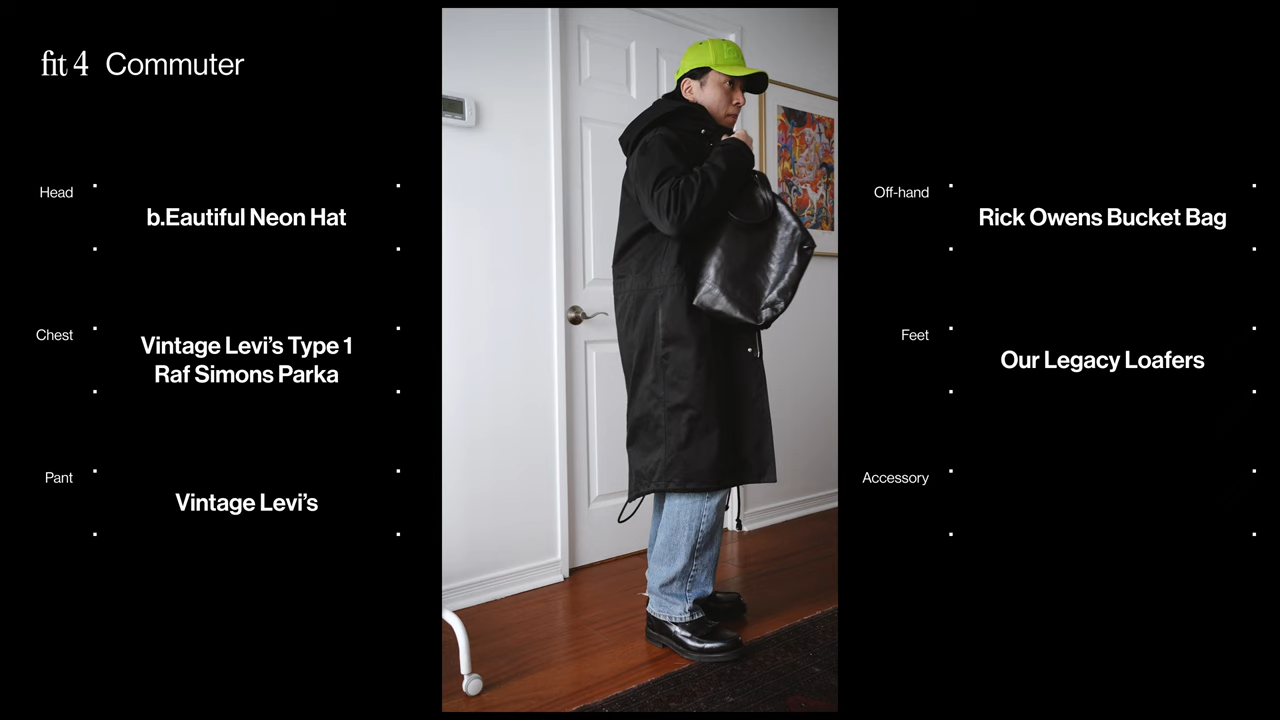 fit 4 Commuter
Head
b.Eautiful Neon Hat
Chest
Vintage Levi’s Type 1
Raf Simons Parka
Pant
Vintage Levi’s
Off-hand
Rick Owens Bucket Bag
Feet
Our Legacy Loafers
Accessory